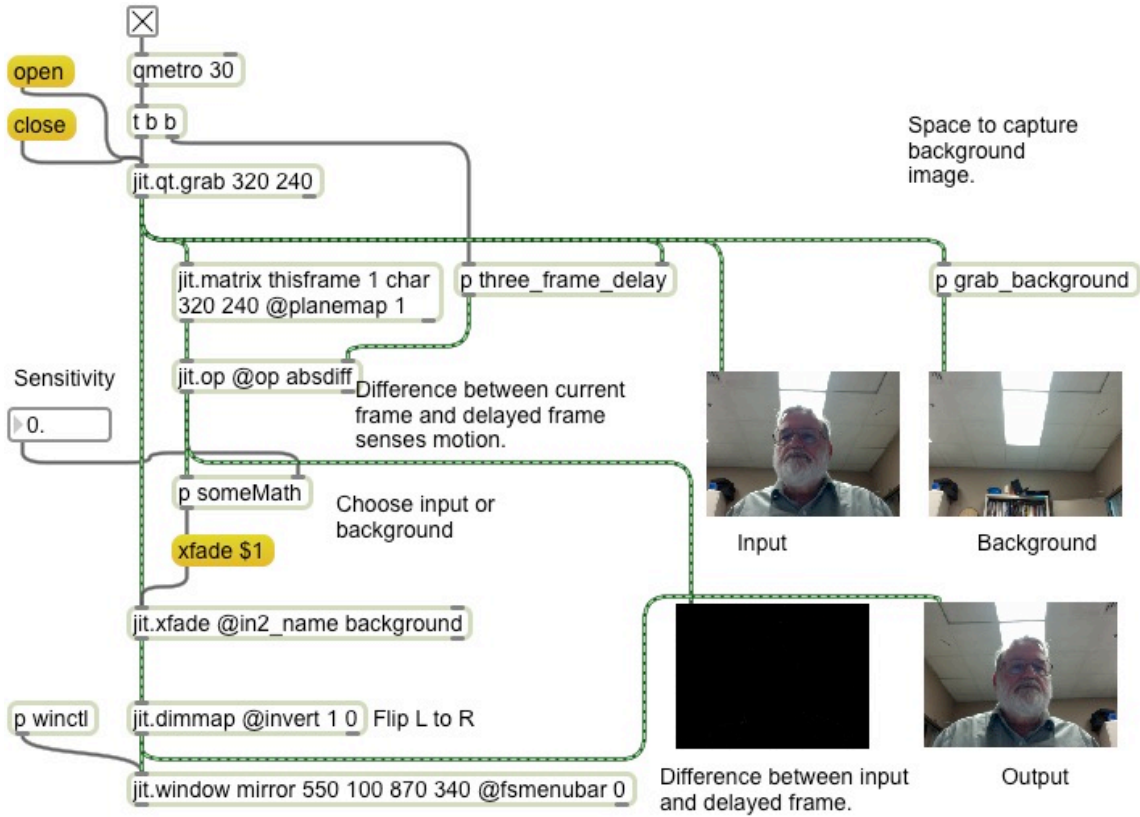 open
qmetro 30
close
t b b
Space to capture
background
image.
jit.qt.grab 320 240
jit.matrix thisframe 1 char
320 240 @planemap 1
p three_frame_delay
p grab_background
Sensitivity
jit.op @op absdiff
Difference between current
frame and delayed frame
senses motion.
0.
p someMath
Choose input or
background
Input
Background
xfade $1
jit.xfade @in2_name background
p winctl
jit.dimmap @invert 1 0
Flip L to R
jit.window mirror 550 100 870 340 @fsmenubar 0
Difference between input
and delayed frame.
Output